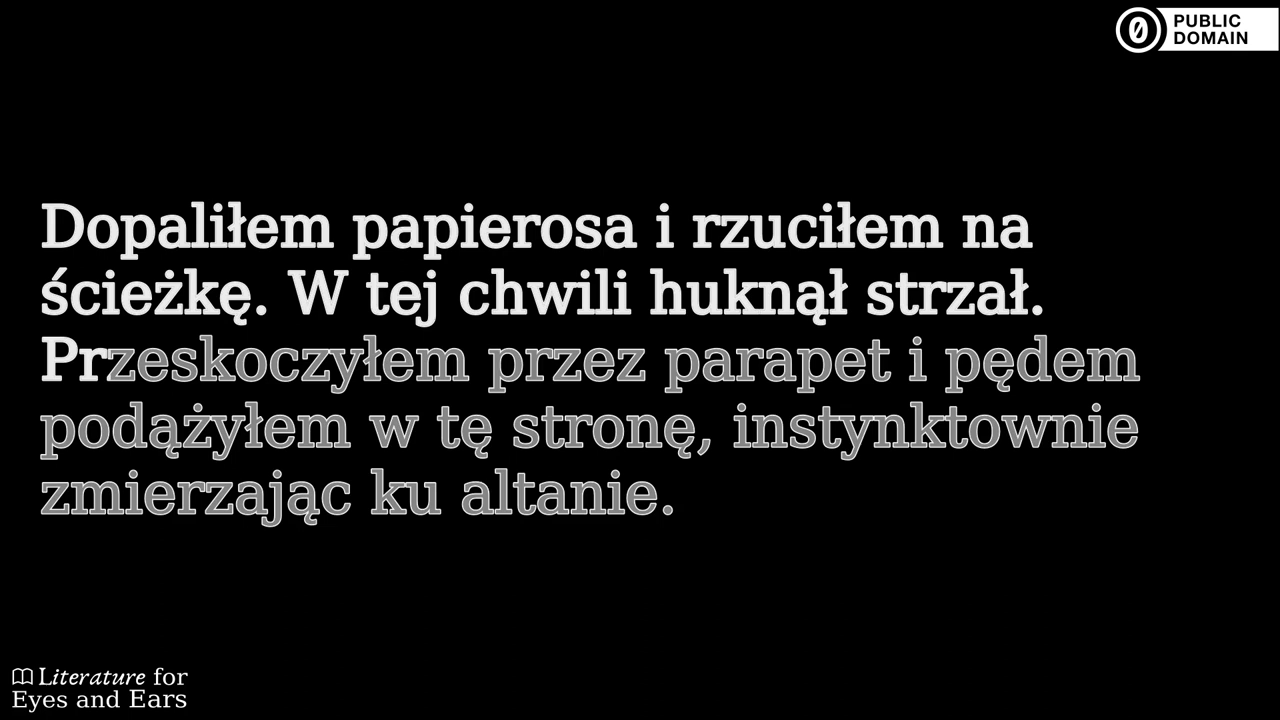 PUBLIC
DOMAIN
Dopaliłem papierosa i rzuciłem na
ścieżkę. W tej chwili huknął strzał.
Przeskoczyłem przez parapet i pędem
podążyłem w tę stronę, instynktownie
zmierzając ku altanie.
Literature for
Eyes and Ears